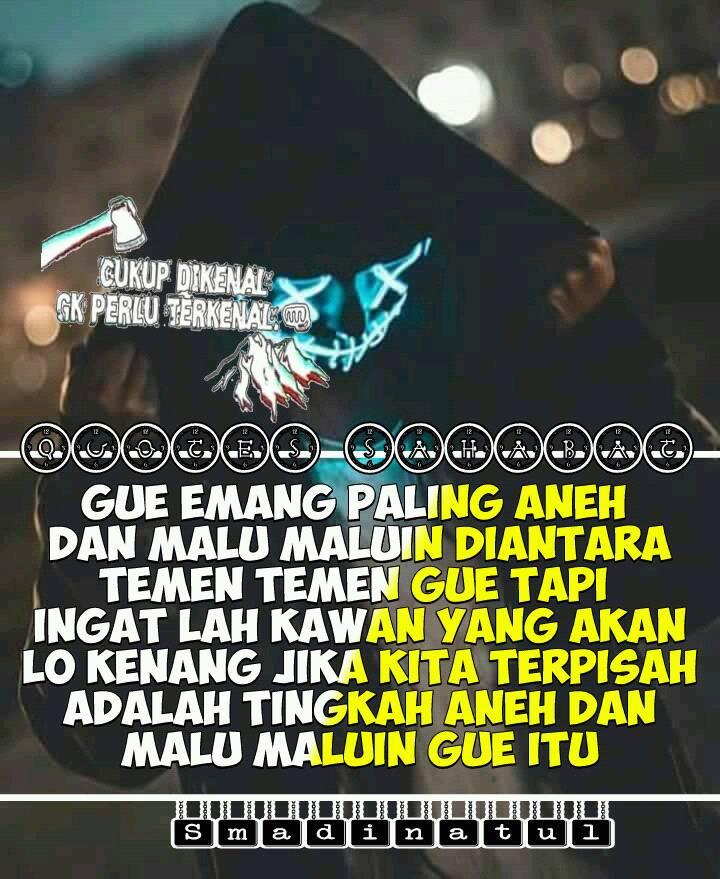 CUKUP DIKENAL
GK PERLU TERKENAL
QUOTES SAHABAT
GUE EMANG PALING ANEH
DAN MALU MALUIN DIANTARA
TEMEN TEMEN GUE TAPI
INGAT LAH KAWAN YANG AKAN
LO KENANG JIKA KITA TERPISAH
ADALAH TINGKAH ANEH DAN
MALU MALUIN GUE ITU
Smadinatul